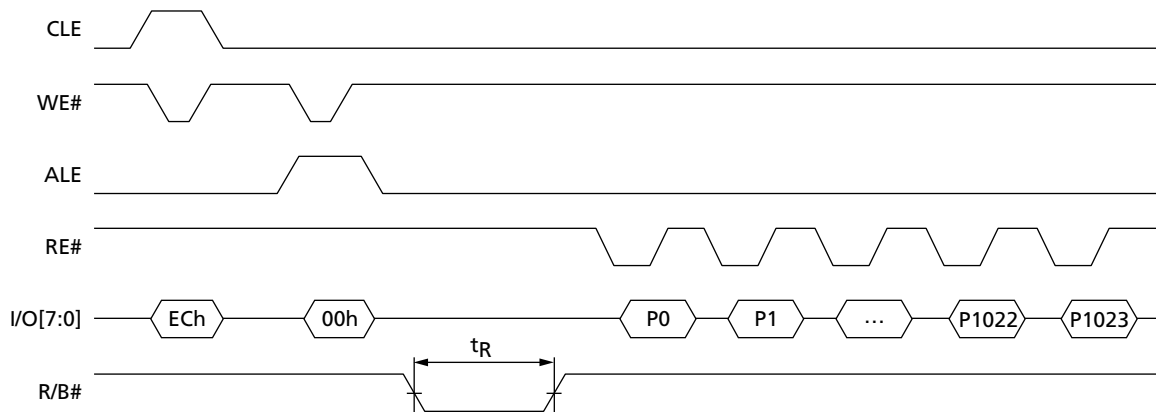 CLE
WE#
ALE
RE#
I/O[7:0] ECh 00h P0 P1 ... P1022 P1023
tR
R/B#